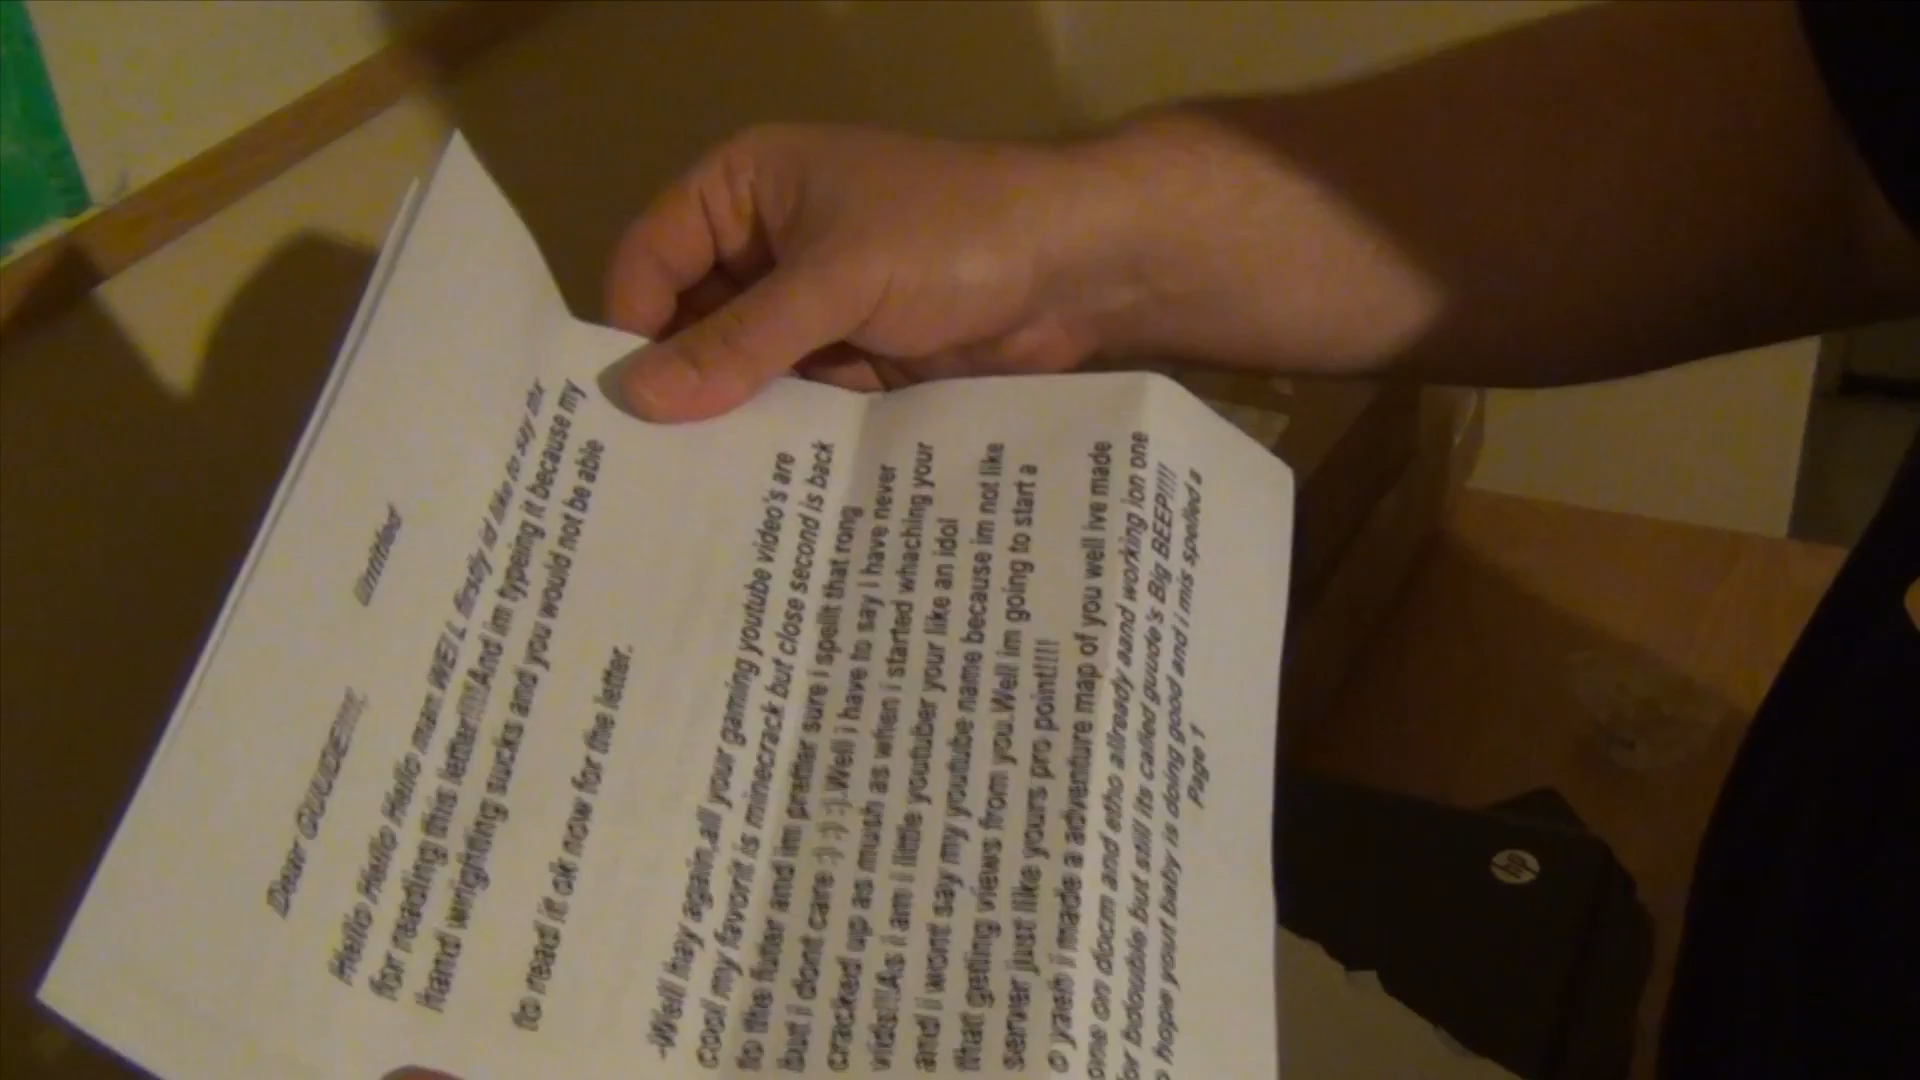 Untitled
Dear GUUDE!!!!,
Hello Hello Hello man WELL firstly id like to say thx
for reading this letter!!!!And im typeing it because my
hand wrighting sucks and you would not be able
to read it ok now for the letter.
-Well hay again,all your gaming youtube video's are
cool my favorit is minecrack but close second is back
to the futer and im prettier sure i spellit that rong
but i dont care :) :) :) :).Well i have to say i have never
cracked up as mush as when i started whaching your
vids!!!As i am i little youtuber your like an idol
and i wont say my youtube name because im not like
that geting views from you.Well im going to start a
server just like yours pro point!!!!
o yaeh i made a adventure map of you well ive made
one on docm and etho allready aand working ion one
for bdouble but still its called guude's Big BEEP!!!!
hope yout baby is doing good and i mis spelled a
Page 1
hp